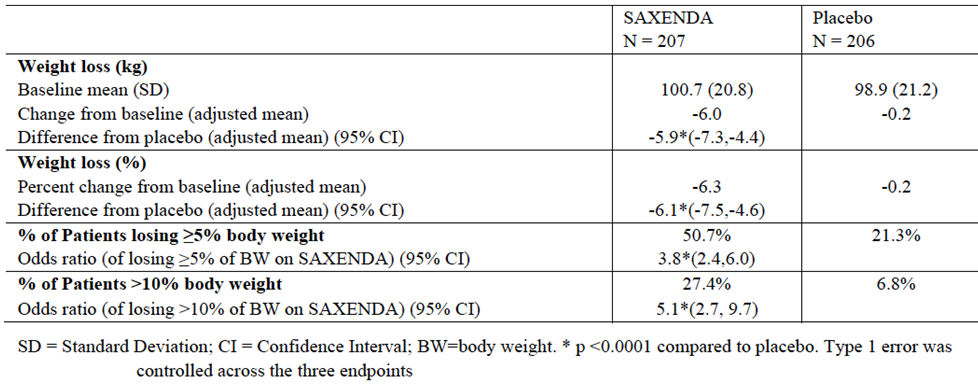 SAXENDA Placebo
N = 207 N = 206
Weight loss (kg)
Baseline mean (SD) 100.7 (20.8) 98.9 (21.2)
Change from baseline (adjusted mean) -6.0 -0.2
Difference from placebo (adjusted mean) (95% CI) -5.9*(-7.3,-4.4)
Weight loss (%)
Percent change from baseline (adjusted mean) -6.3 -0.2
Difference from placebo (adjusted mean) (95% CI) -6.1*(-7.5,-4.6)
% of Patients losing ≥5% body weight 50.7% 21.3%
Odds ratio (of losing ≥5% of BW on SAXENDA) (95% CI) 3.8*(2.4,6.0)
% of Patients >10% body weight 27.4% 6.8%
Odds ratio (of losing >10% of BW on SAXENDA) (95% CI) 5.1*(2.7, 9.7)
SD = Standard Deviation; CI = Confidence Interval; BW=body weight. * p <0.0001 compared to placebo. Type 1 error was
controlled across the three endpoints